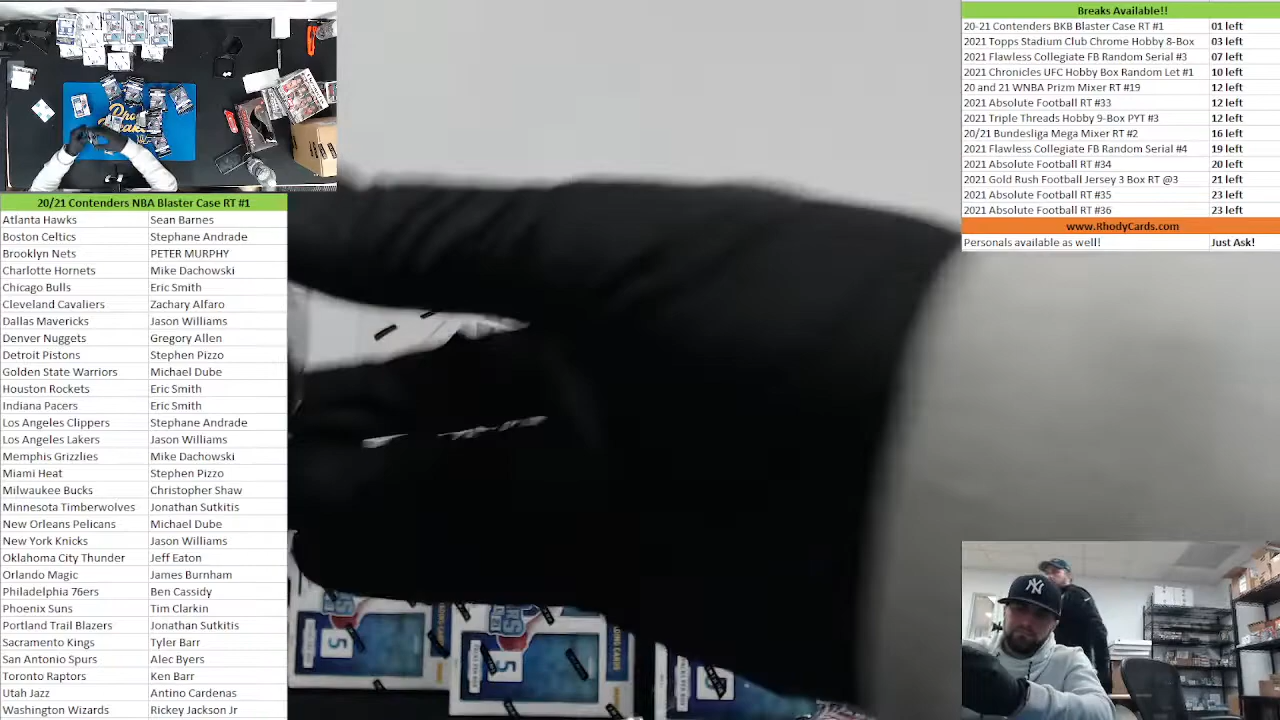 20/21 Contenders NBA Blaster Case RT #1
Atlanta Hawks Sean Barnes
Boston Celtics Stephane Andrade
Brooklyn Nets PETER MURPHY
Charlotte Hornets Mike Dachowski
Chicago Bulls Eric Smith
Cleveland Cavaliers Zachary Alfaro
Dallas Mavericks Jason Williams
Denver Nuggets Gregory Allen
Detroit Pistons Stephen Pizzo
Golden State Warriors Michael Dube
Houston Rockets Eric Smith
Indiana Pacers Eric Smith
Los Angeles Clippers Stephane Andrade
Los Angeles Lakers Jason Williams
Memphis Grizzlies Mike Dachowski
Miami Heat Stephen Pizzo
Milwaukee Bucks Christopher Shaw
Minnesota Timberwolves Jonathan Sutkitis
New Orleans Pelicans Michael Dube
New York Knicks Jason Williams
Oklahoma City Thunder Jeff Eaton
Orlando Magic James Burnham
Philadelphia 76ers Ben Cassidy
Phoenix Suns Tim Clarkin
Portland Trail Blazers Jonathan Sutkitis
Sacramento Kings Tyler Barr
San Antonio Spurs Alec Byers
Toronto Raptors Ken Barr
Utah Jazz Antino Cardenas
Washington Wizards Rickey Jackson Jr
5
5
Breaks Available!!
20-21 Contenders BKB Blaster Case RT #1 01 left
2021 Topps Stadium Club Chrome Hobby 8-Box 03 left
2021 Flawless Collegiate FB Random Serial #3 07 left
2021 Chronicles UFC Hobby Box Random Let #1 10 left
20 and 21 WNBA Prizm Mixer RT #19 12 left
2021 Absolute Football RT #33 12 left
2021 Triple Threads Hobby 9-Box PYT #3 12 left
20/21 Bundesliga Mega Mixer RT #2 16 left
2021 Flawless Collegiate FB Random Serial #4 19 left
2021 Absolute Football RT #34 20 left
2021 Gold Rush Football Jersey 3 Box RT @3 21 left
2021 Absolute Football RT #35 23 left
2021 Absolute Football RT #36 23 left
www.RhodyCards.com
Personals available as well! Just Ask!
NY